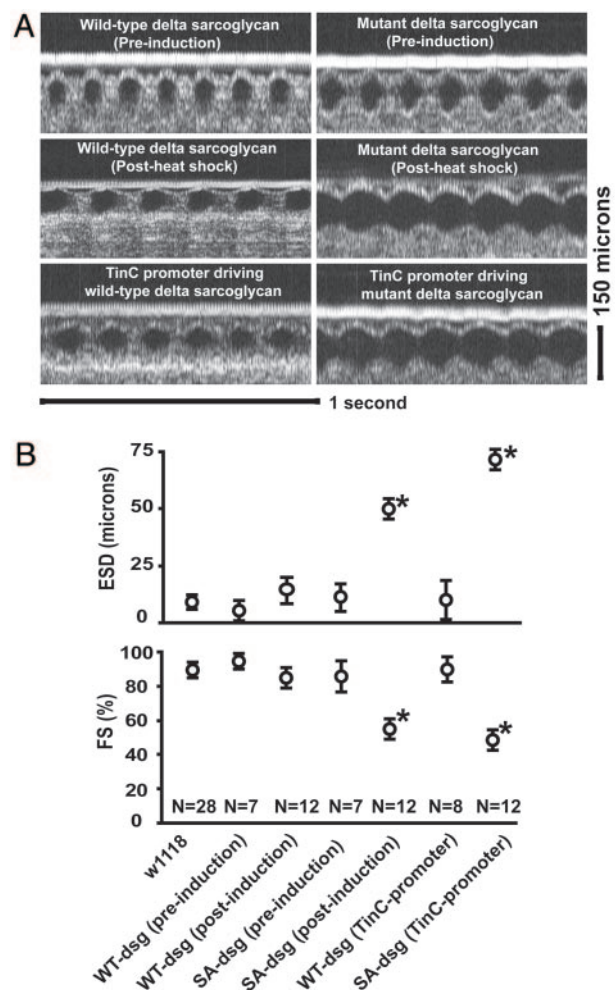 A
Wild-type delta sarcoglycan
(Pre-induction)
Mutant delta sarcoglycan
(Pre-induction)
Wild-type delta sarcoglycan
(Post-heat shock)
Mutant delta sarcoglycan
(Post-heat shock)
TinC promoter driving
wild-type delta sarcoglycan
TinC promoter driving
mutant delta sarcoglycan
150 microns
1 second
B
ESD (microns)
75
50
25
0
*
*
FS (%)
100
80
60
40
20
0
*
*
N=28 N=7 N=12 N=7 N=12 N=8 N=12
w1118
WT-dsg (pre-induction)
WT-dsg (post-induction)
SA-dsg (pre-induction)
SA-dsg (post-induction)
WT-dsg (TinC-promoter)
SA-dsg (TinC-promoter)